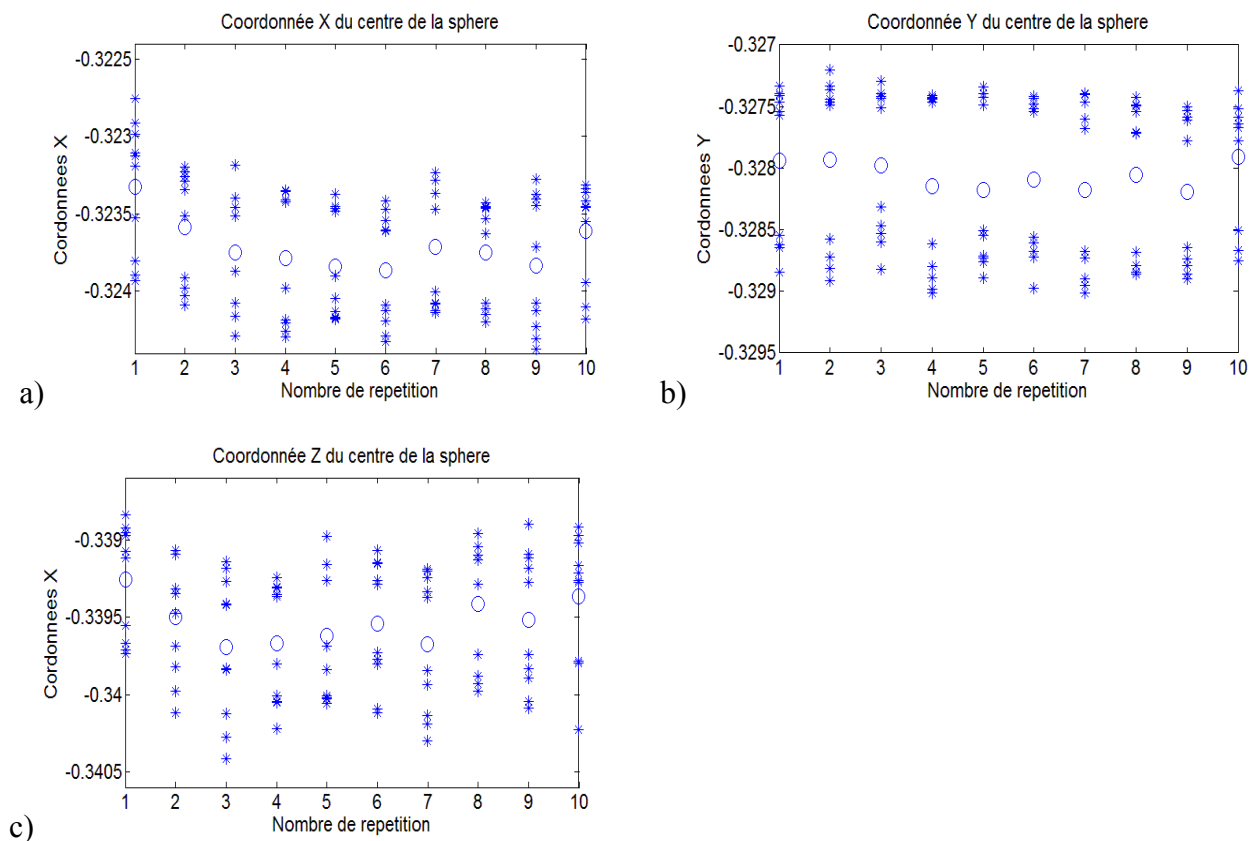 Coordonnée X du centre de la sphere
-0.3225
-0.323
-0.3235
-0.324
Cordonnees X
1 2 3 4 5 6 7 8 9 10
Nombre de repetition
a)
Coordonnée Y du centre de la sphere
-0.327
-0.3275
-0.328
-0.3285
-0.329
-0.3295
Cordonnees Y
1 2 3 4 5 6 7 8 9 10
Nombre de repetition
b)
Coordonnée Z du centre de la sphere
-0.339
-0.3395
-0.34
-0.3405
Cordonnees X
1 2 3 4 5 6 7 8 9 10
Nombre de repetition
c)